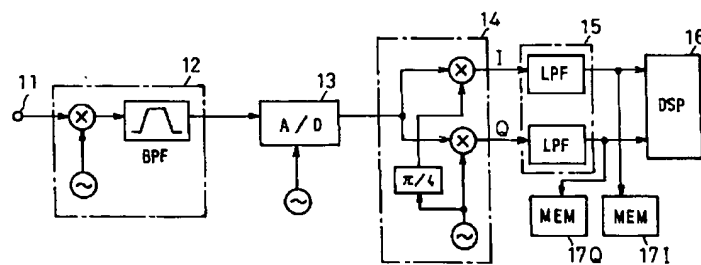 14
15
16
12
11
13
I
LPF
A/D
DSP
BPF
Q
LPF
π/4
MEM
MEM
17Q
17I